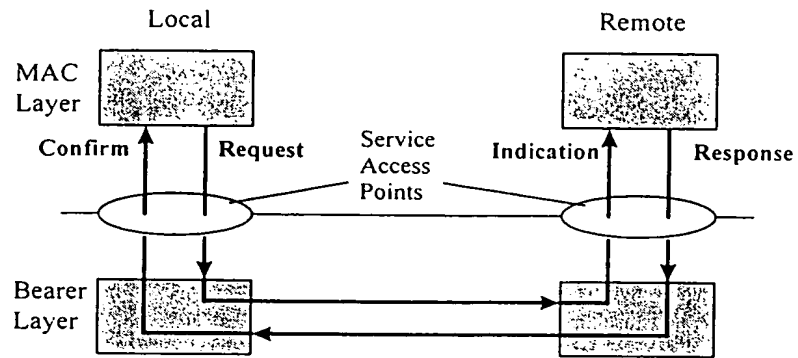 Local
Remote
MAC
Layer
Confirm
Request
Service
Access
Points
Indication
Response
Bearer
Layer